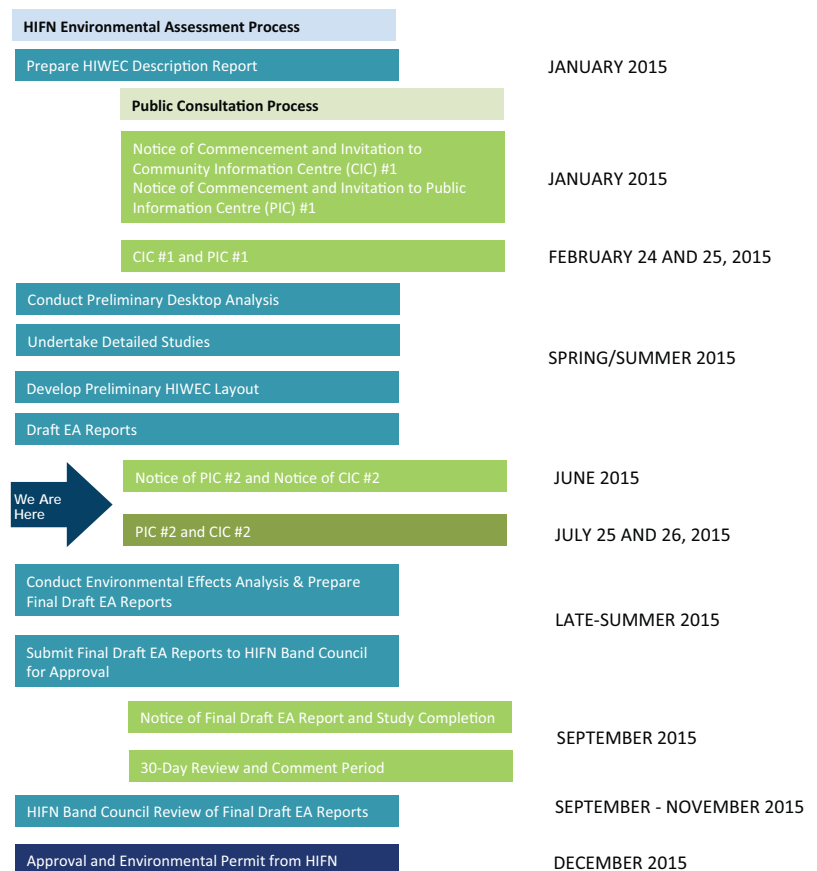 HIFN Environmental Assessment Process
Prepare HIWEC Description Report
JANUARY 2015
Public Consultation Process
Notice of Commencement and Invitation to
Community Information Centre (CIC) #1
Notice of Commencement and Invitation to Public
Information Centre (PIC) #1
JANUARY 2015
CIC #1 and PIC #1
FEBRUARY 24 AND 25, 2015
Conduct Preliminary Desktop Analysis
Undertake Detailed Studies
SPRING/SUMMER 2015
Develop Preliminary HIWEC Layout
Draft EA Reports
We Are
Here
Notice of PIC #2 and Notice of CIC #2
JUNE 2015
PIC #2 and CIC #2
JULY 25 AND 26, 2015
Conduct Environmental Effects Analysis & Prepare
Final Draft EA Reports
LATE-SUMMER 2015
Submit Final Draft EA Reports to HIFN Band Council
for Approval
Notice of Final Draft EA Report and Study Completion
SEPTEMBER 2015
30-Day Review and Comment Period
HIFN Band Council Review of Final Draft EA Reports
SEPTEMBER - NOVEMBER 2015
Approval and Environmental Permit from HIFN
DECEMBER 2015